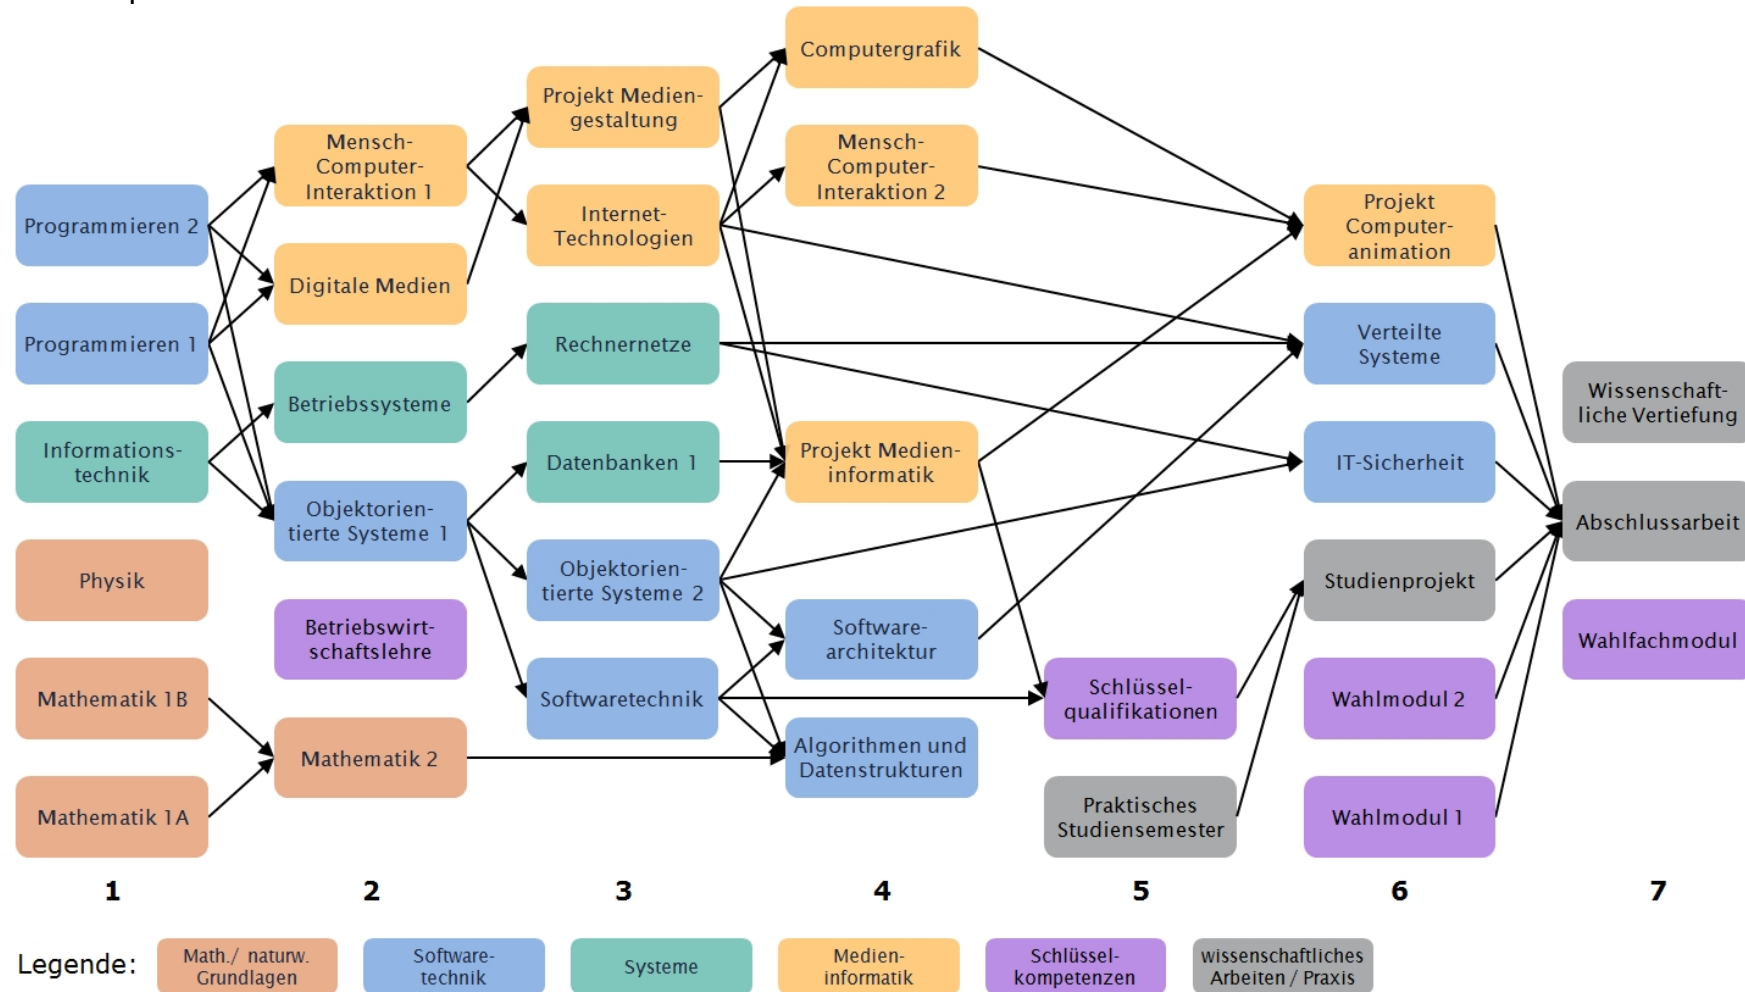 Computergrafik
Projekt Medien-
gestaltung
Mensch-
Computer-
Interaktion 1
Mensch-
Computer-
Interaktion 2
Programmieren 2
Internet-
Technologien
Projekt
Computer-
animation
Digitale Medien
Programmieren 1
Rechnernetze
Verteilte
Systeme
Betriebssysteme
Wissenschaft-
liche Vertiefung
Informations-
technik
Datenbanken 1
Projekt Medien-
informatik
IT-Sicherheit
Objektorien-
tierte Systeme 1
Abschlussarbeit
Physik
Objektorien-
tierte Systeme 2
Studienprojekt
Betriebswirt-
schaftslehre
Software-
architektur
Wahlfachmodul
Mathematik 1B
Softwaretechnik
Schlüssel-
qualifikationen
Wahlmodul 2
Mathematik 2
Algorithmen und
Datenstrukturen
Mathematik 1A
Praktisches
Studiensemester
Wahlmodul 1
1 2 3 4 5 6 7
Legende:
Math./ naturw.
Grundlagen
Software-
technik
Systeme
Medien-
informatik
Schlüssel-
kompetenzen
wissenschaftliches
Arbeiten / Praxis